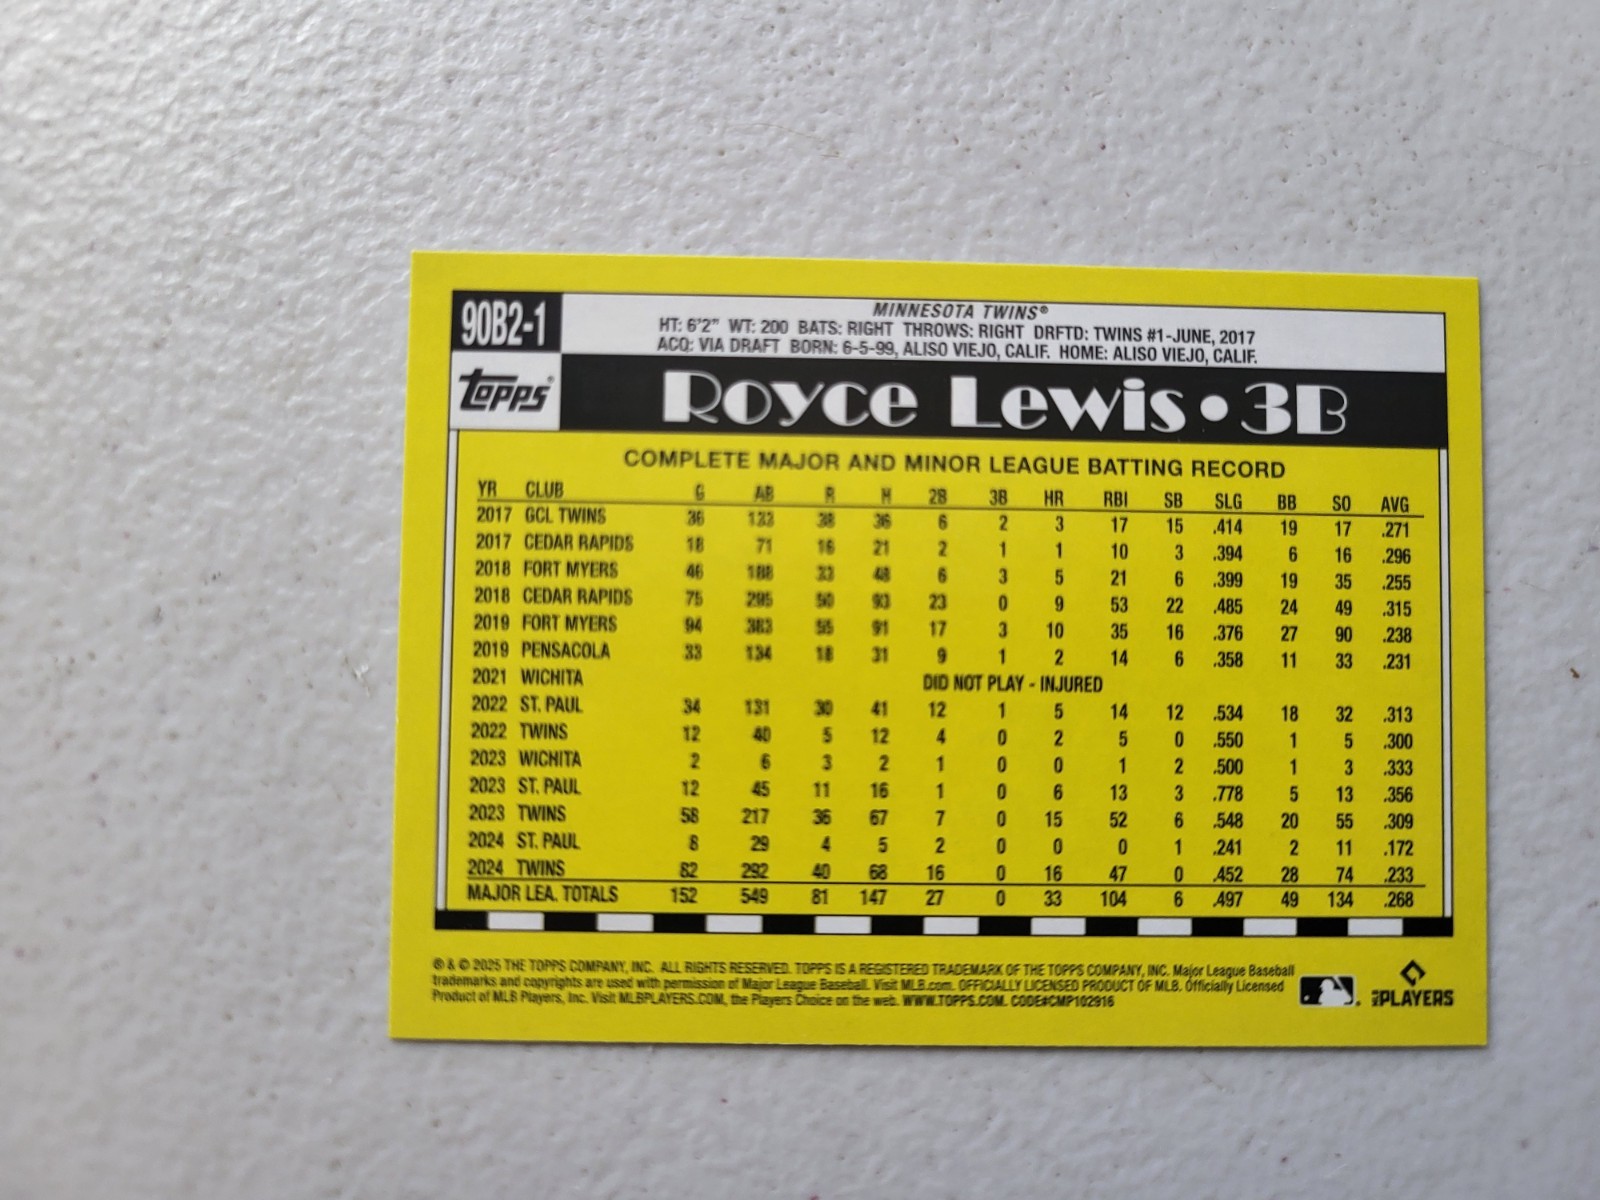 90B2-1
MINNESOTA TWINS®
HT: 6'2" WT: 200 BATS: RIGHT THROWS: RIGHT DRFTD: TWINS #1-JUNE, 2017
ACQ: VIA DRAFT BORN: 6-5-99, ALISO VIEJO, CALIF. HOME: ALISO VIEJO, CALIF.
Topps®
Royce Lewis • 3B
COMPLETE MAJOR AND MINOR LEAGUE BATTING RECORD
YR CLUB G AB R H 2B 3B HR RBI SB SLG BB SO AVG
2017 GCL TWINS 36 133 38 36 6 2 3 17 15 .414 19 17 .271
2017 CEDAR RAPIDS 18 71 16 21 2 1 1 10 3 .394 6 16 .296
2018 FORT MYERS 46 188 33 48 6 3 5 21 6 .399 19 35 .255
2018 CEDAR RAPIDS 75 295 50 93 23 0 9 53 22 .485 24 49 .315
2019 FORT MYERS 94 383 55 91 17 3 10 35 16 .376 27 90 .238
2019 PENSACOLA 33 134 18 31 9 1 2 14 6 .358 11 33 .231
2021 WICHITA DID NOT PLAY - INJURED
2022 ST. PAUL 34 131 30 41 12 1 5 14 12 .534 18 32 .313
2022 TWINS 12 40 5 12 4 0 2 5 0 .550 1 5 .300
2023 WICHITA 2 6 3 2 1 0 0 1 2 .500 1 3 .333
2023 ST. PAUL 12 45 11 16 1 0 6 13 3 .778 5 13 .356
2023 TWINS 58 217 36 67 7 0 15 52 6 .548 20 55 .309
2024 ST. PAUL 8 29 4 5 2 0 0 0 1 .241 2 11 .172
2024 TWINS 82 292 40 68 16 0 16 47 0 .452 28 74 .233
MAJOR LEA. TOTALS 152 549 81 147 27 0 33 104 6 .497 49 134 .268
® & © 2025 THE TOPPS COMPANY, INC. ALL RIGHTS RESERVED. TOPPS IS A REGISTERED TRADEMARK OF THE TOPPS COMPANY, INC. Major League Baseball
trademarks and copyrights are used with permission of Major League Baseball. Visit MLB.com. OFFICIALLY LICENSED PRODUCT OF MLB. Officially Licensed
Product of MLB Players, Inc. Visit MLBPLAYERS.COM, the Players Choice on the web. WWW.TOPPS.COM. CODE#CMP102916
MLB PLAYERS